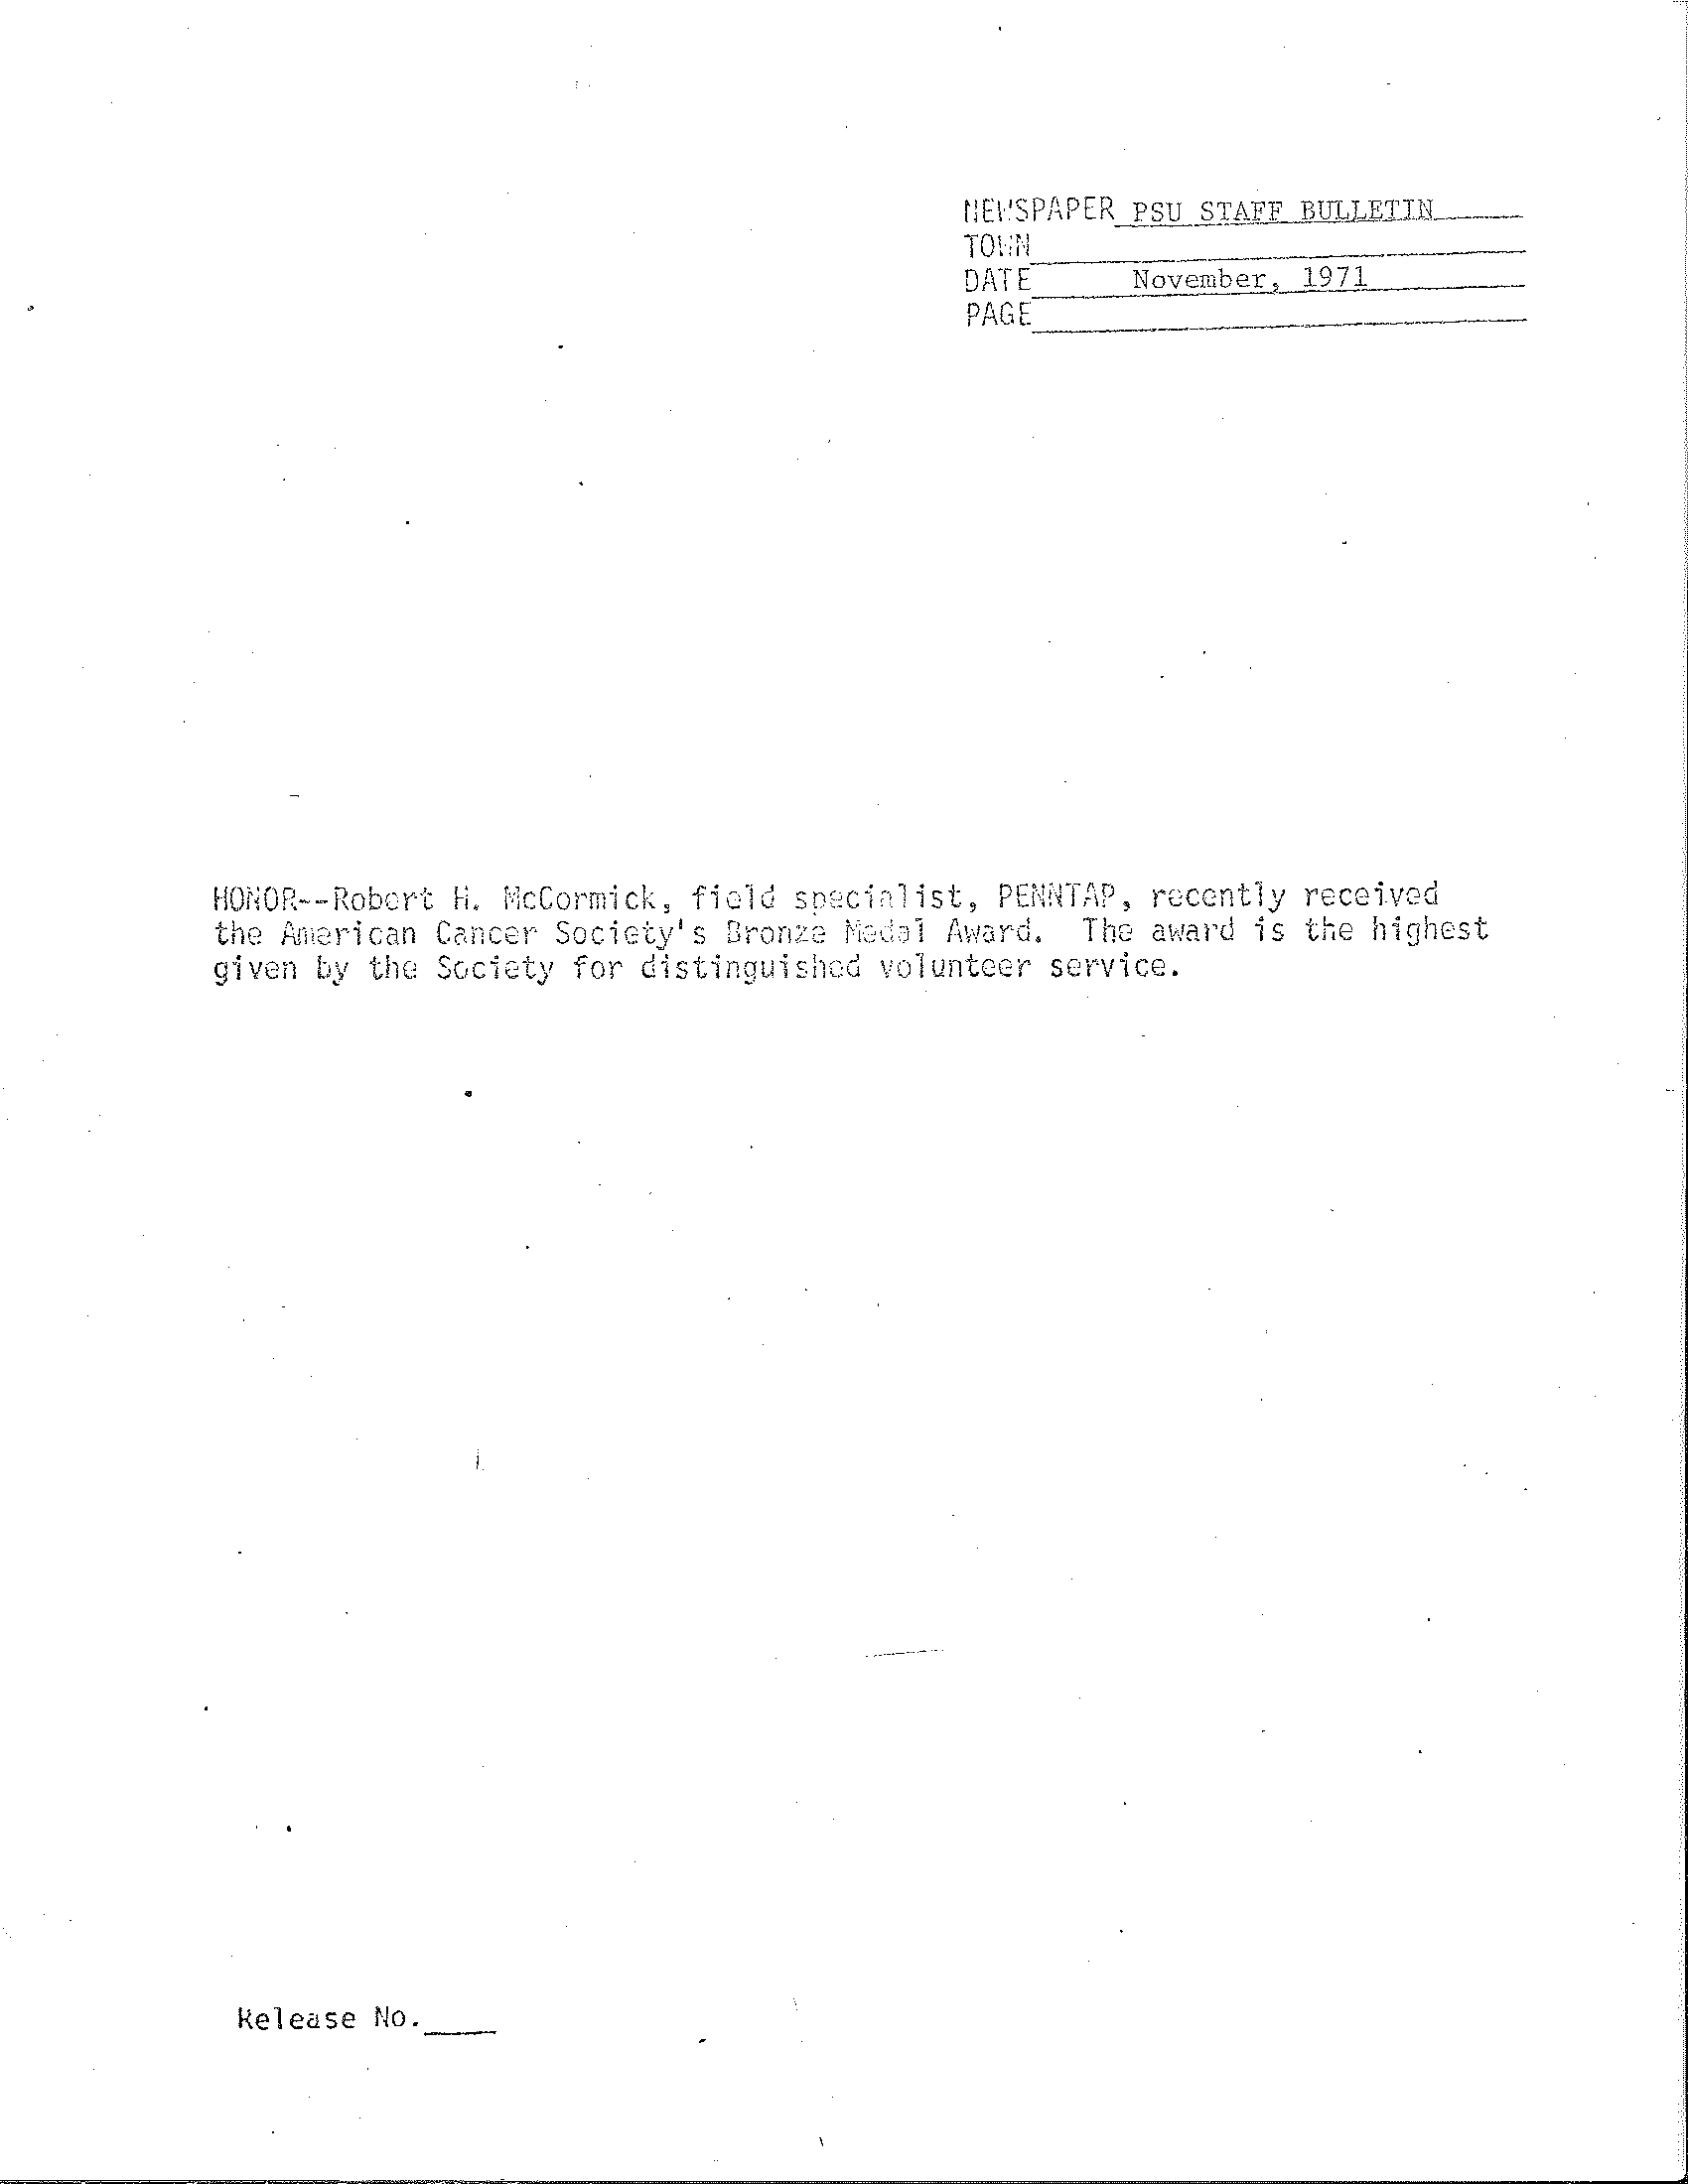 NEWSPAPER PSU STAFF BULLETIN
TOWN
DATE November, 1971
PAGE
HONOR--Robert H. McCormick, field specialist, PENNTAP, recently received
the American Cancer Society's Bronze Medal Award. The award is the highest
given by the Society for distinguished volunteer service.
Release No.